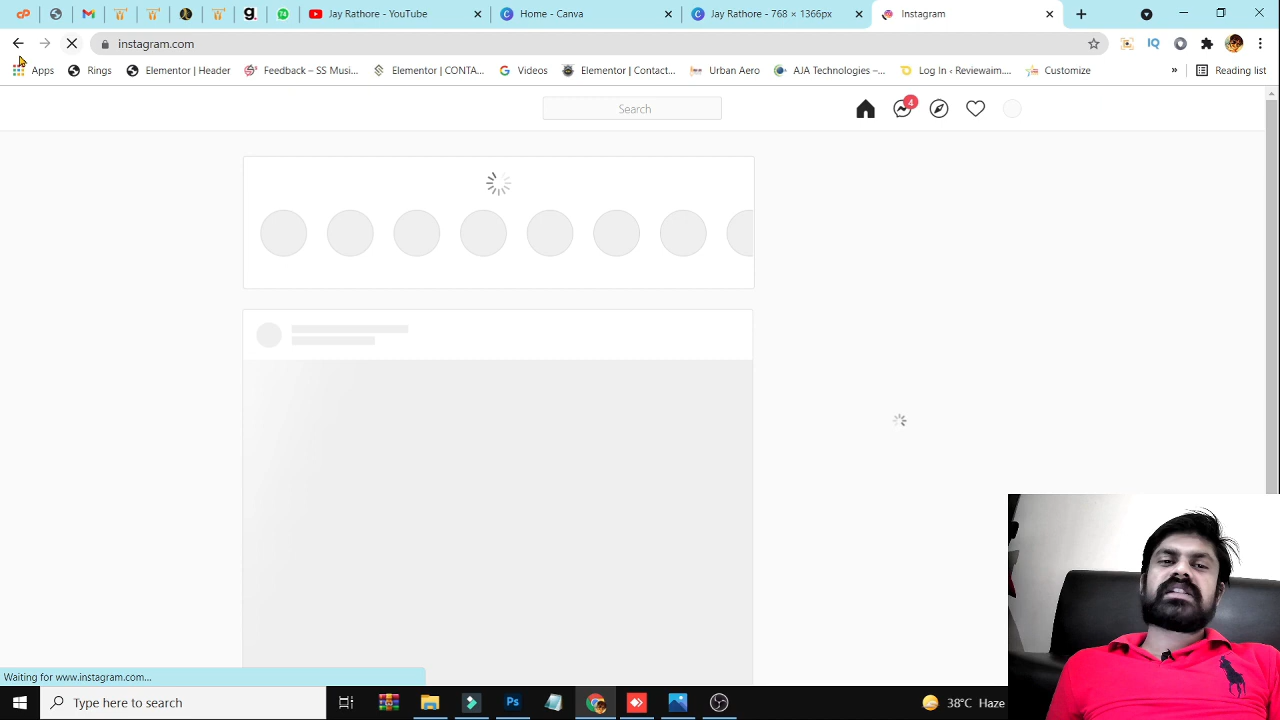 Jay Rathore - YouTube
Home - Canva
Jay Rathore - 768 × 1366px
Instagram
instagram.com
Apps
Rings
Elementor | Header
Feedback – SS Musi...
Elementor | CONTA...
Videos
Elementor | Contact...
Urban Aero
AJA Technologies –...
Log In ‹ Reviewaim....
Customize
»
Reading list
Search
4
Waiting for www.instagram.com...
Type here to search
38°C Haze